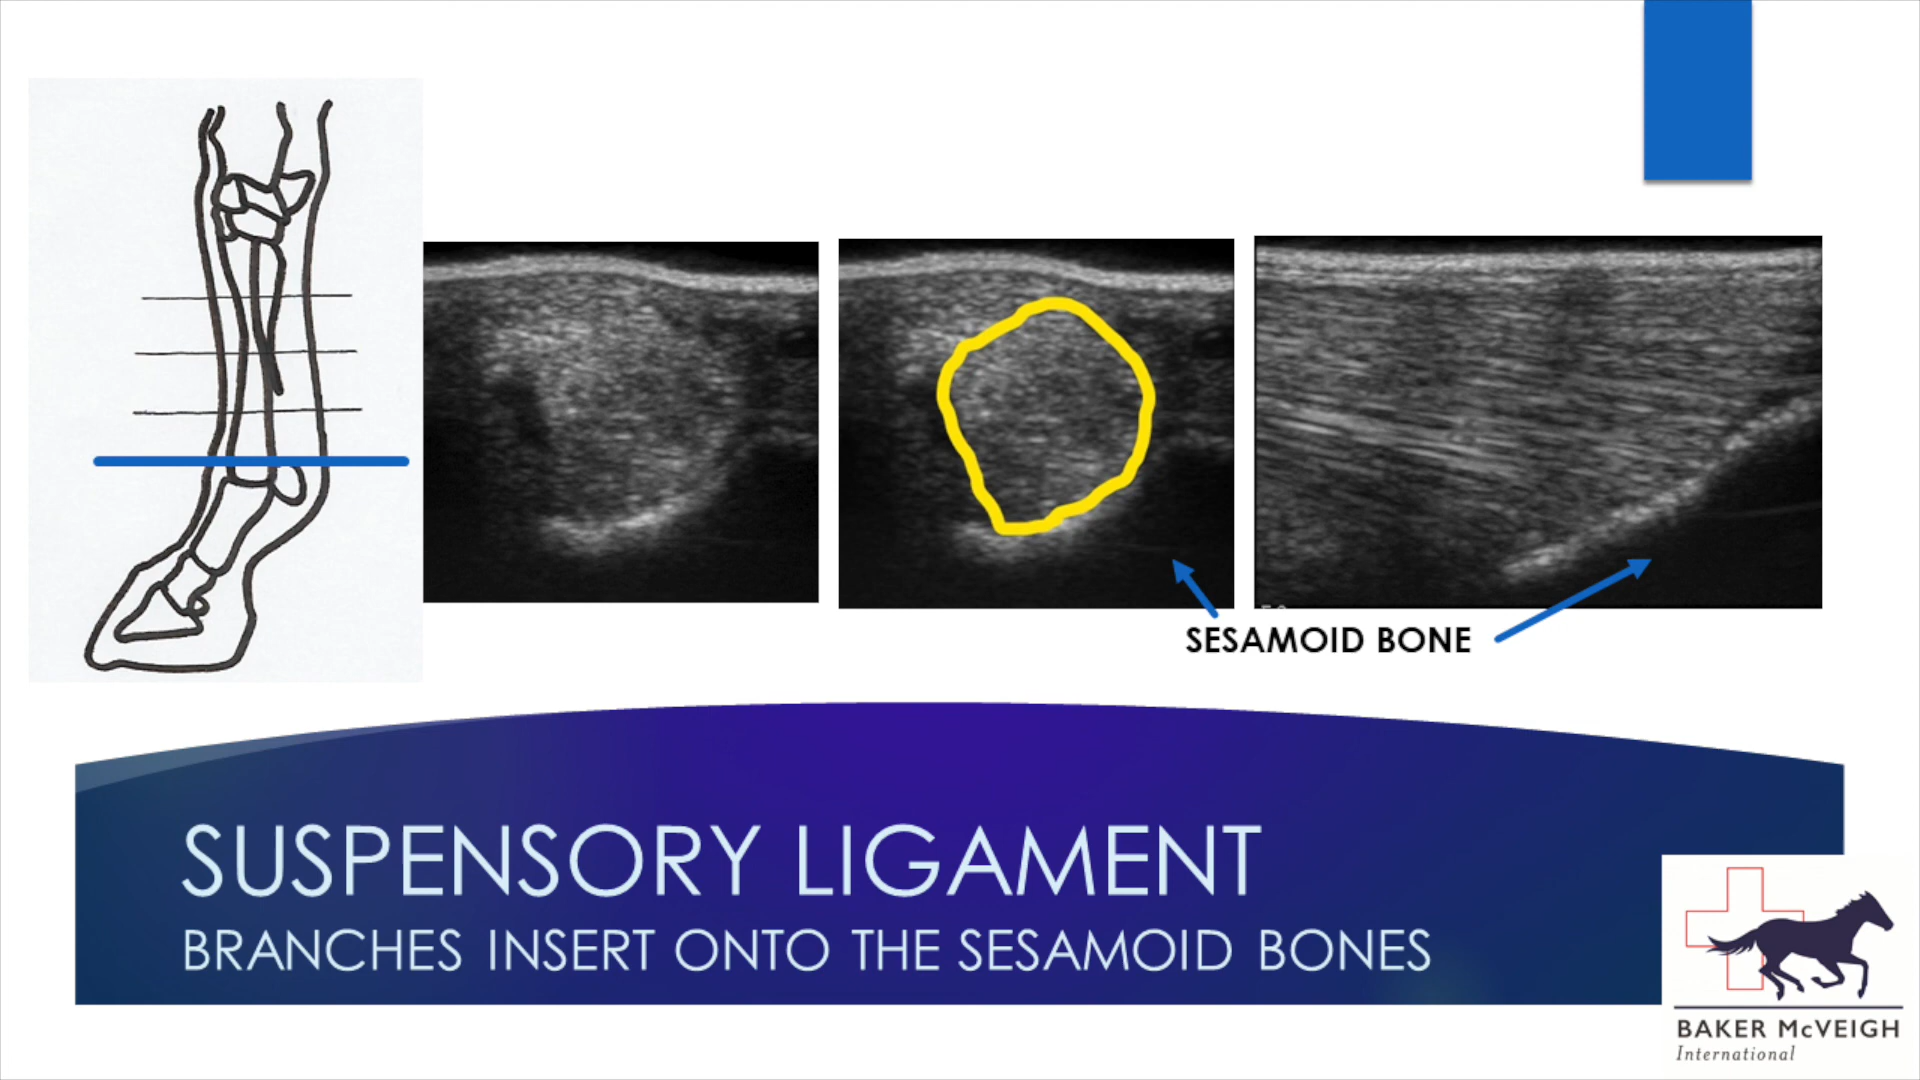 SESAMOID BONE
SUSPENSORY LIGAMENT
BRANCHES INSERT ONTO THE SESAMOID BONES
BAKER McVEIGH
International